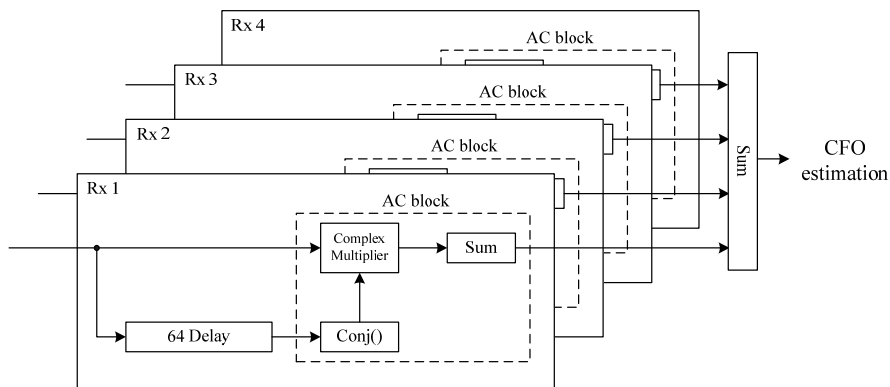 Rx 4
AC block
Rx 3
AC block
Rx 2
AC block
Rx 1
AC block
Complex
Multiplier
Sum
64 Delay
Conj()
Sum
CFO
estimation